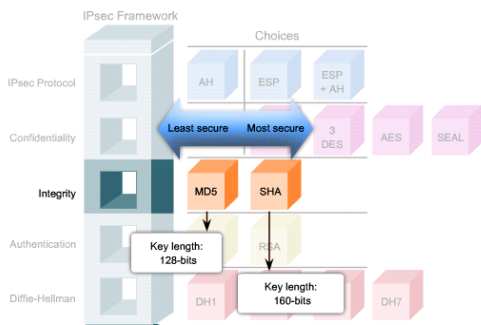 IPsec Framework
Choices
IPsec Protocol
AH
ESP
ESP
+ AH
Least secure
Most secure
Confidentiality
3
DES
AES
SEAL
Integrity
MD5
SHA
Authentication
RSA
Key length:
128-bits
Key length:
160-bits
Diffie-Hellman
DH1
DH7